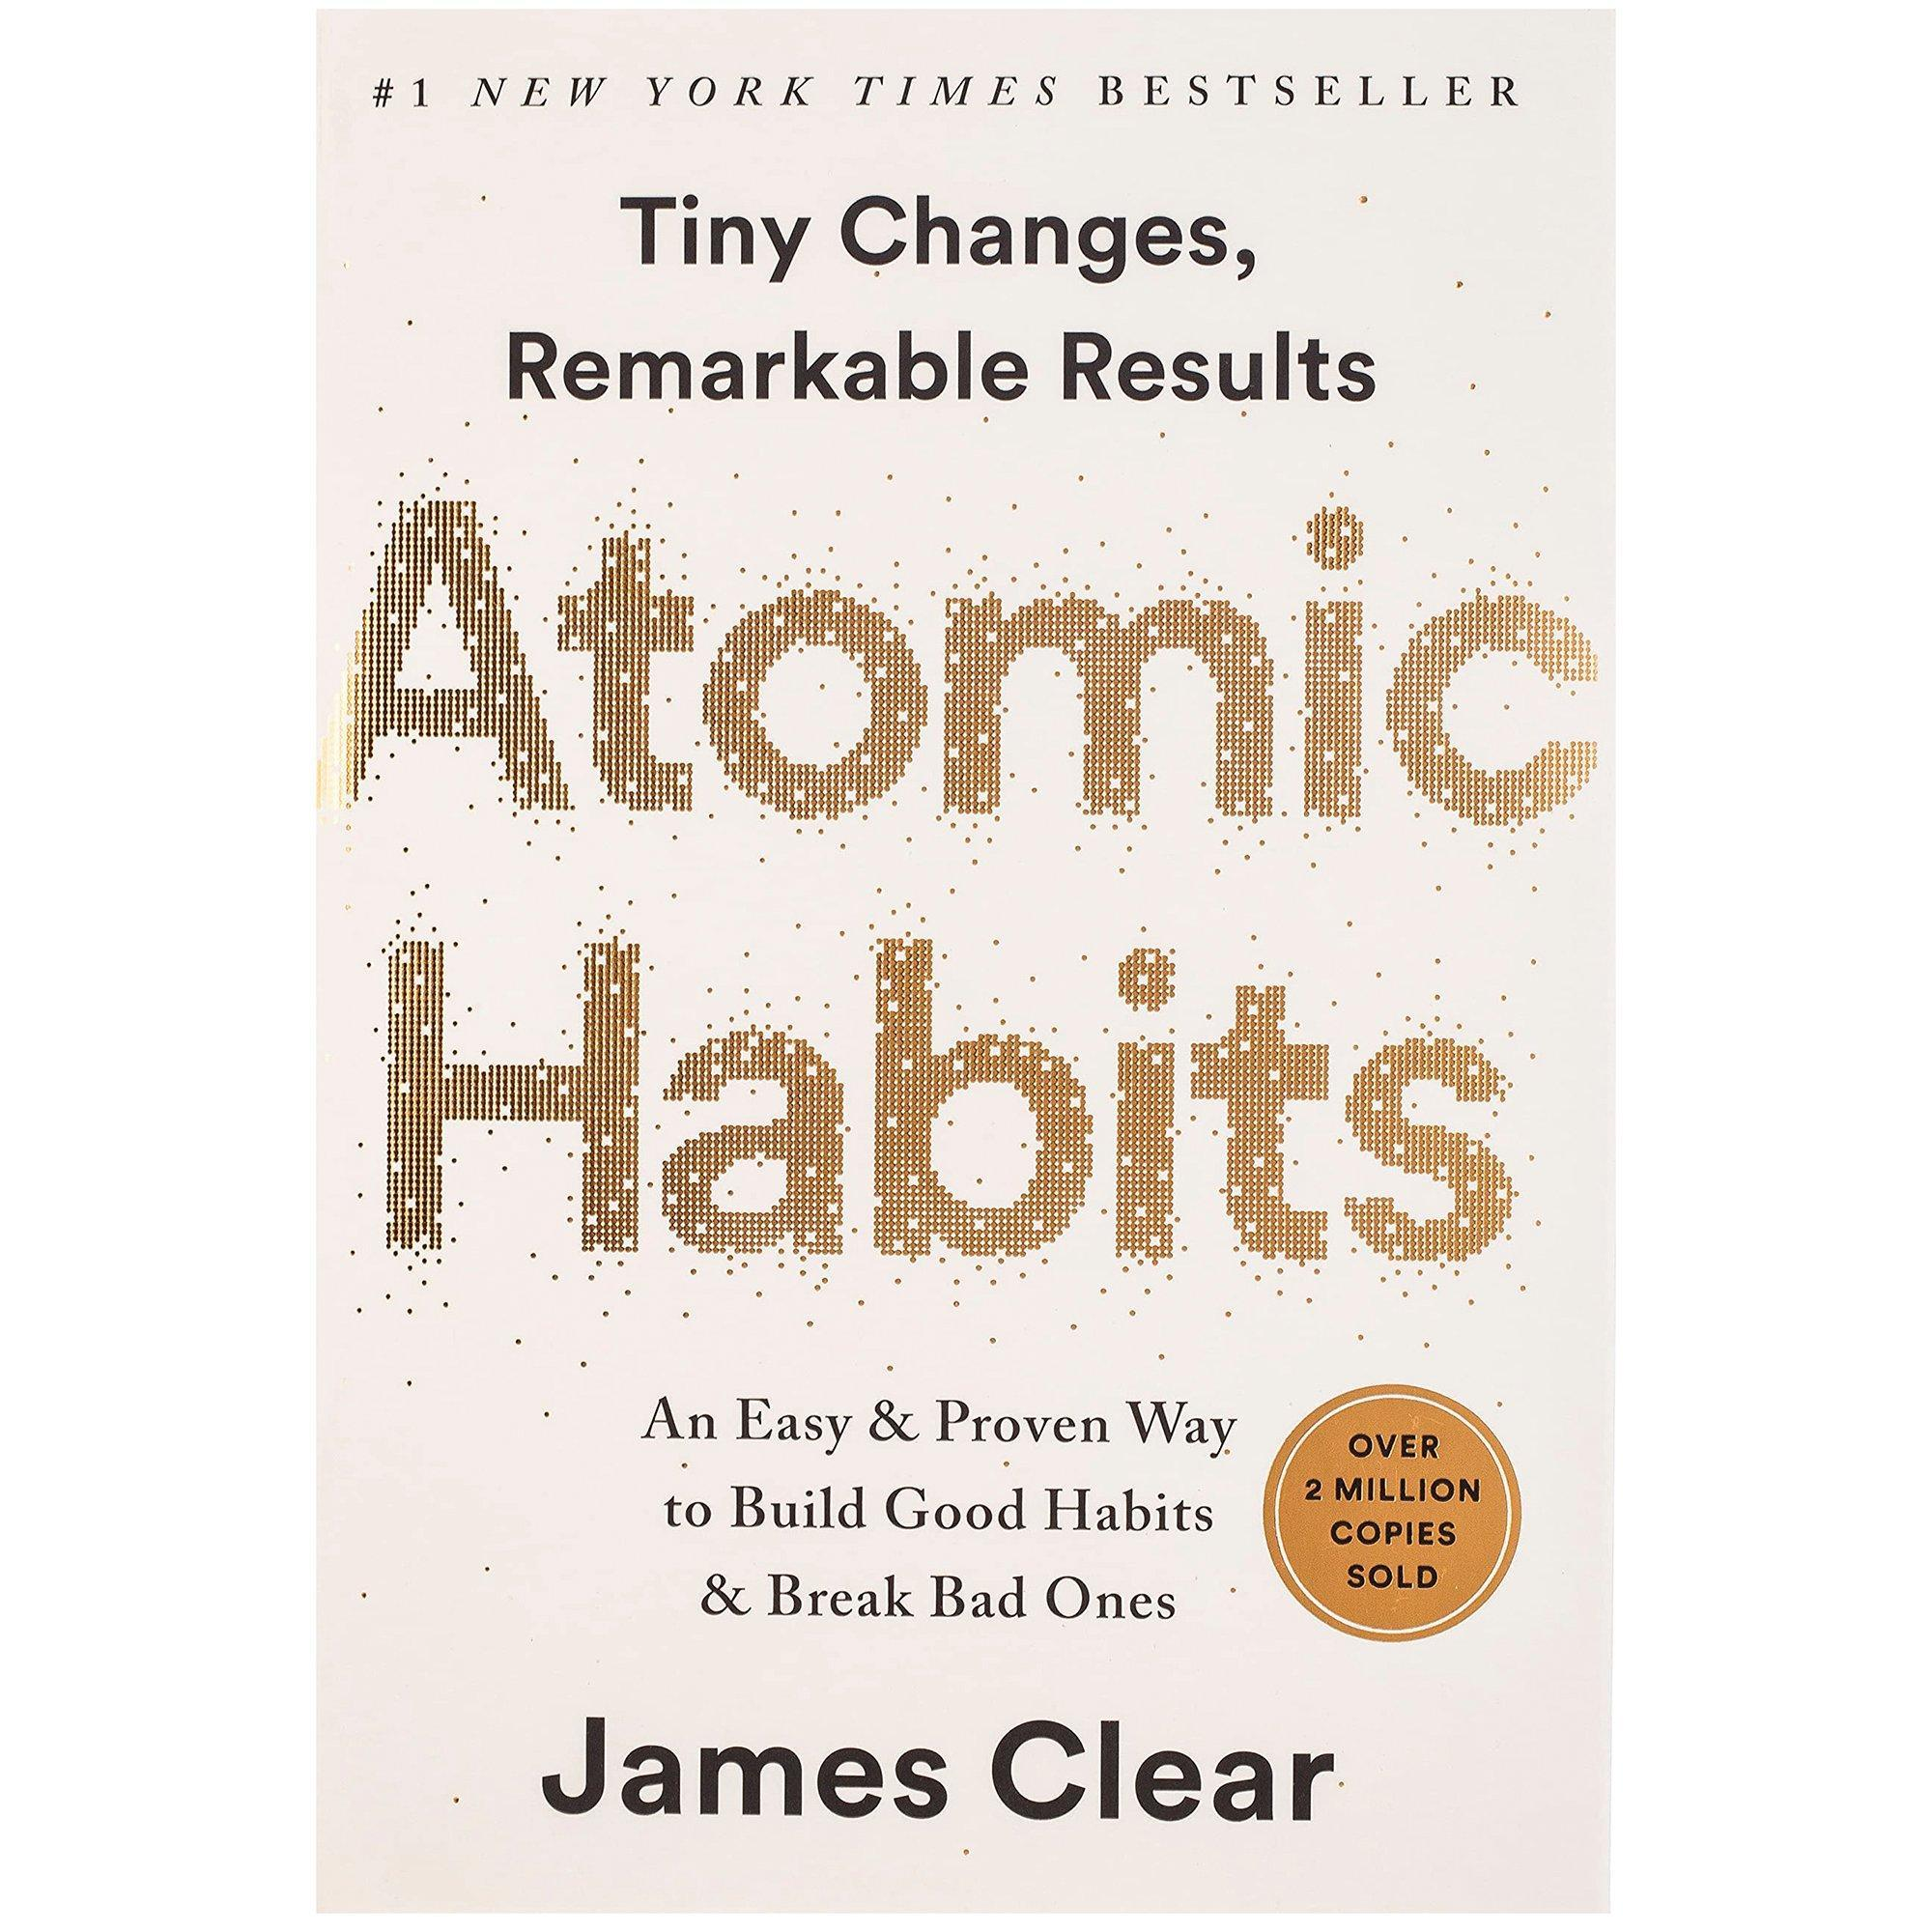 #1 NEW YORK TIMES BESTSELLER
Tiny Changes,
Remarkable Results
Atomic
Habits
An Easy & Proven Way
to Build Good Habits
& Break Bad Ones
OVER
2 MILLION
COPIES
SOLD
James Clear